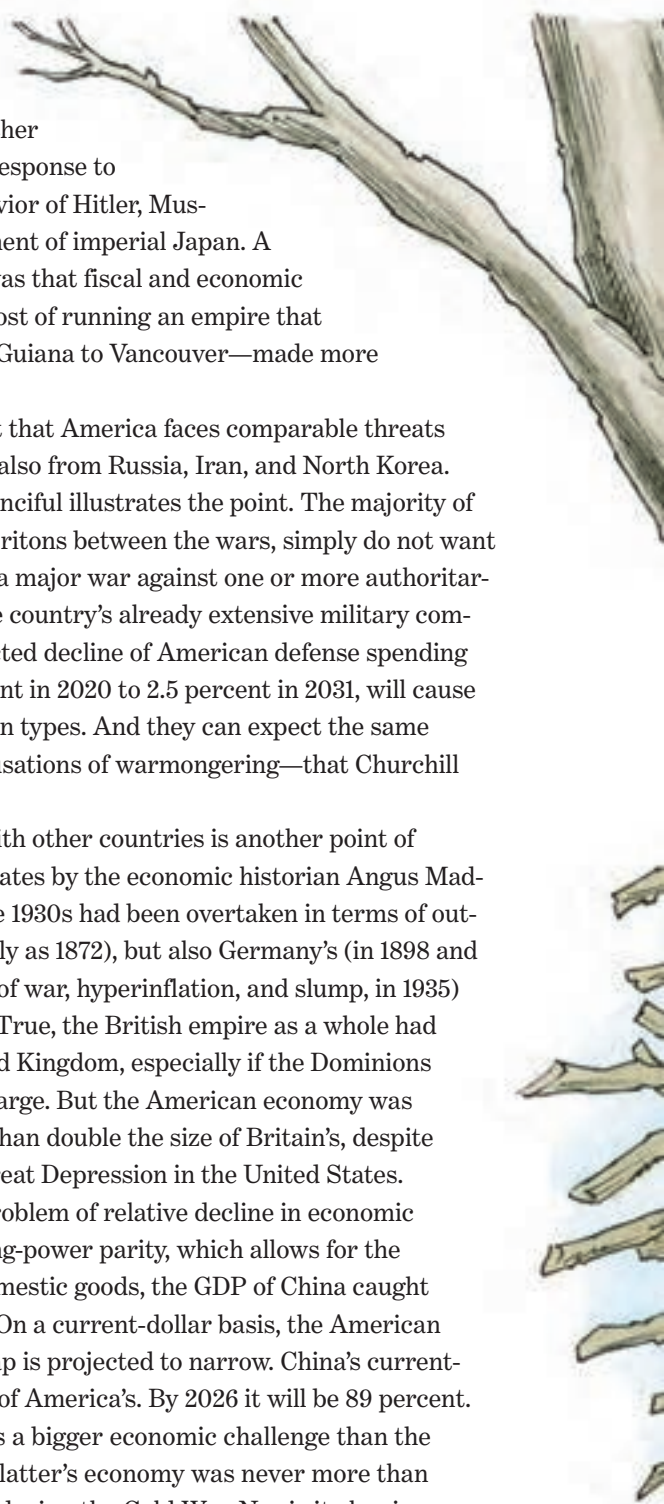 her
esponse to
vior of Hitler, Mus-
ent of imperial Japan. A
as that fiscal and economic
ost of running an empire that
Guiana to Vancouver—made more
that America faces comparable threats
also from Russia, Iran, and North Korea.
nciful illustrates the point. The majority of
ritons between the wars, simply do not want
a major war against one or more authoritar-
e country’s already extensive military com-
cted decline of American defense spending
nt in 2020 to 2.5 percent in 2031, will cause
n types. And they can expect the same
usations of warmongering—that Churchill
ith other countries is another point of
ates by the economic historian Angus Mad-
e 1930s had been overtaken in terms of out-
ly as 1872), but also Germany’s (in 1898 and
of war, hyperinflation, and slump, in 1935)
True, the British empire as a whole had
d Kingdom, especially if the Dominions
arge. But the American economy was
han double the size of Britain’s, despite
reat Depression in the United States.
roblem of relative decline in economic
ng-power parity, which allows for the
mestic goods, the GDP of China caught
On a current-dollar basis, the American
p is projected to narrow. China’s current-
of America’s. By 2026 it will be 89 percent.
s a bigger economic challenge than the
latter’s economy was never more than